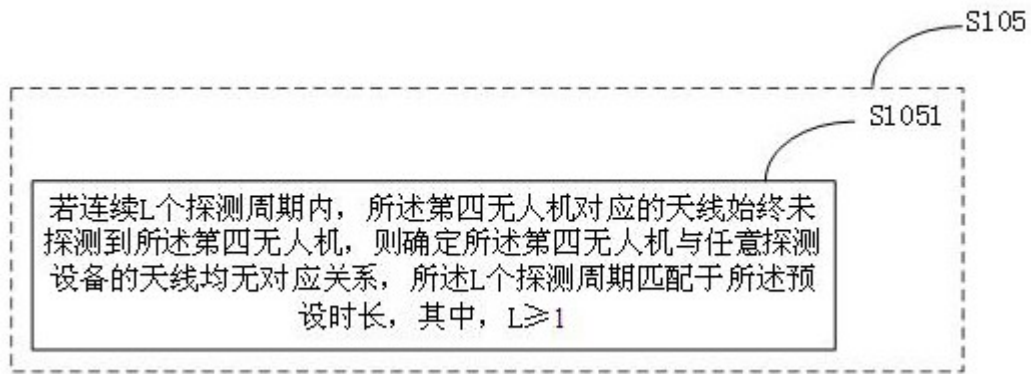 S105
S1051
若连续L个探测周期内，所述第四无人机对应的天线始终未
探测到所述第四无人机，则确定所述第四无人机与任意探测
设备的天线均无对应关系，所述L个探测周期匹配于所述预
设时长，其中，L≥1